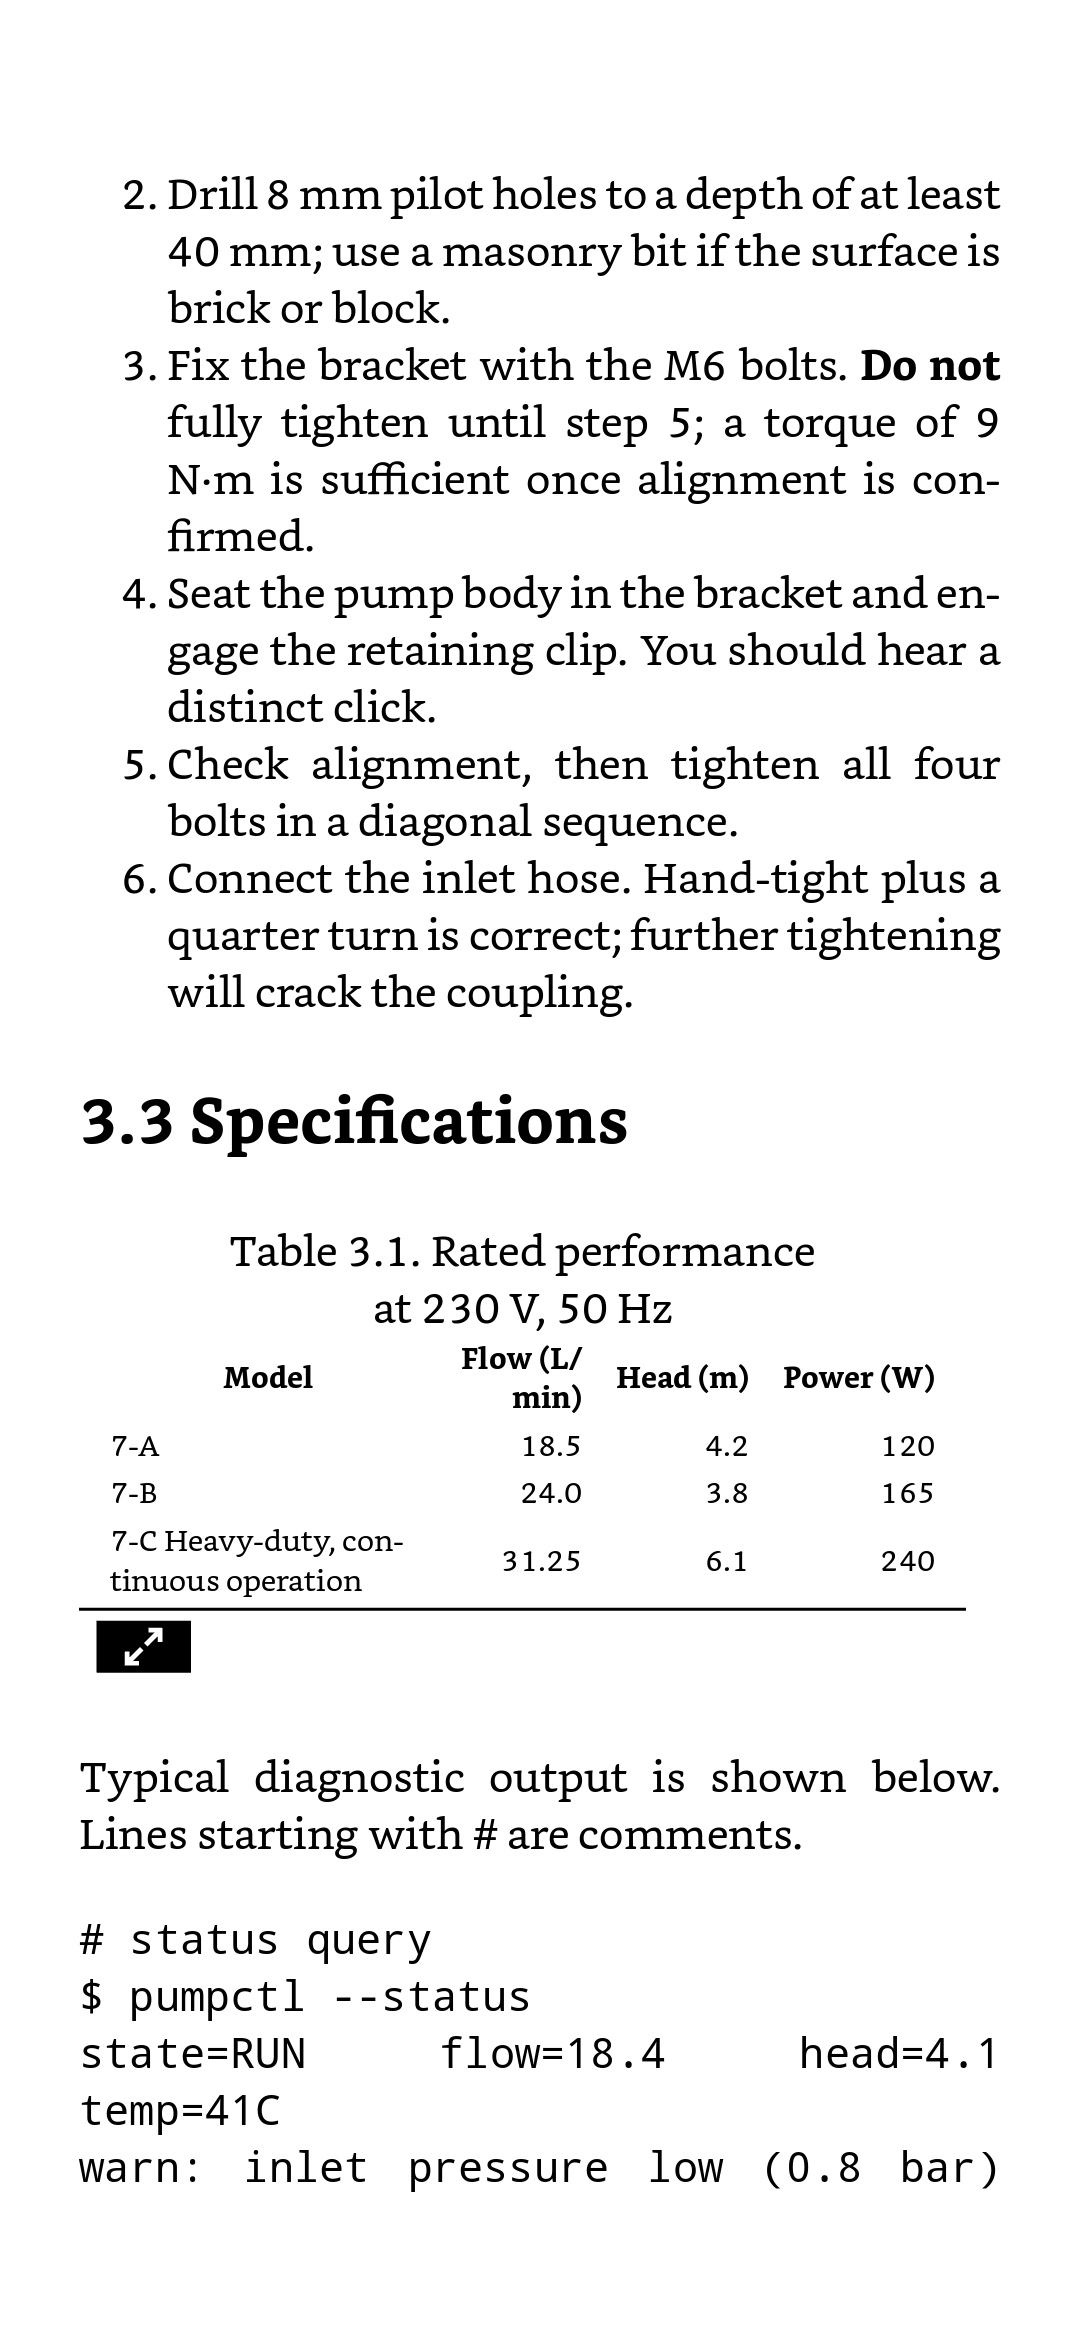 2. Drill 8 mm pilot holes to a depth of at least
40 mm; use a masonry bit if the surface is
brick or block.
3. Fix the bracket with the M6 bolts. Do not
fully tighten until step 5; a torque of 9
N·m is sufficient once alignment is con-
firmed.
4. Seat the pump body in the bracket and en-
gage the retaining clip. You should hear a
distinct click.
5. Check alignment, then tighten all four
bolts in a diagonal sequence.
6. Connect the inlet hose. Hand-tight plus a
quarter turn is correct; further tightening
will crack the coupling.
3.3 Specifications
Table 3.1. Rated performance
at 230 V, 50 Hz
Model Flow (L/
min) Head (m) Power (W)
7-A 18.5 4.2 120
7-B 24.0 3.8 165
7-C Heavy-duty, con-
tinuous operation 31.25 6.1 240
Typical diagnostic output is shown below.
Lines starting with # are comments.
# status query
$ pumpctl --status
state=RUN flow=18.4 head=4.1
temp=41C
warn: inlet pressure low (0.8 bar)